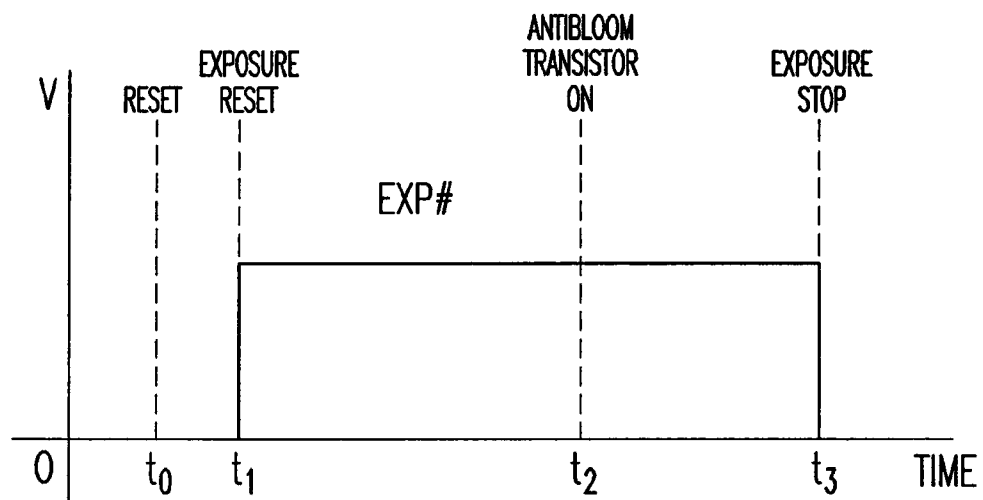 ANTIBLOOM
TRANSISTOR
ON
EXPOSURE
RESET
EXPOSURE
STOP
V
RESET
EXP#
0
t0
t1
t2
t3
TIME